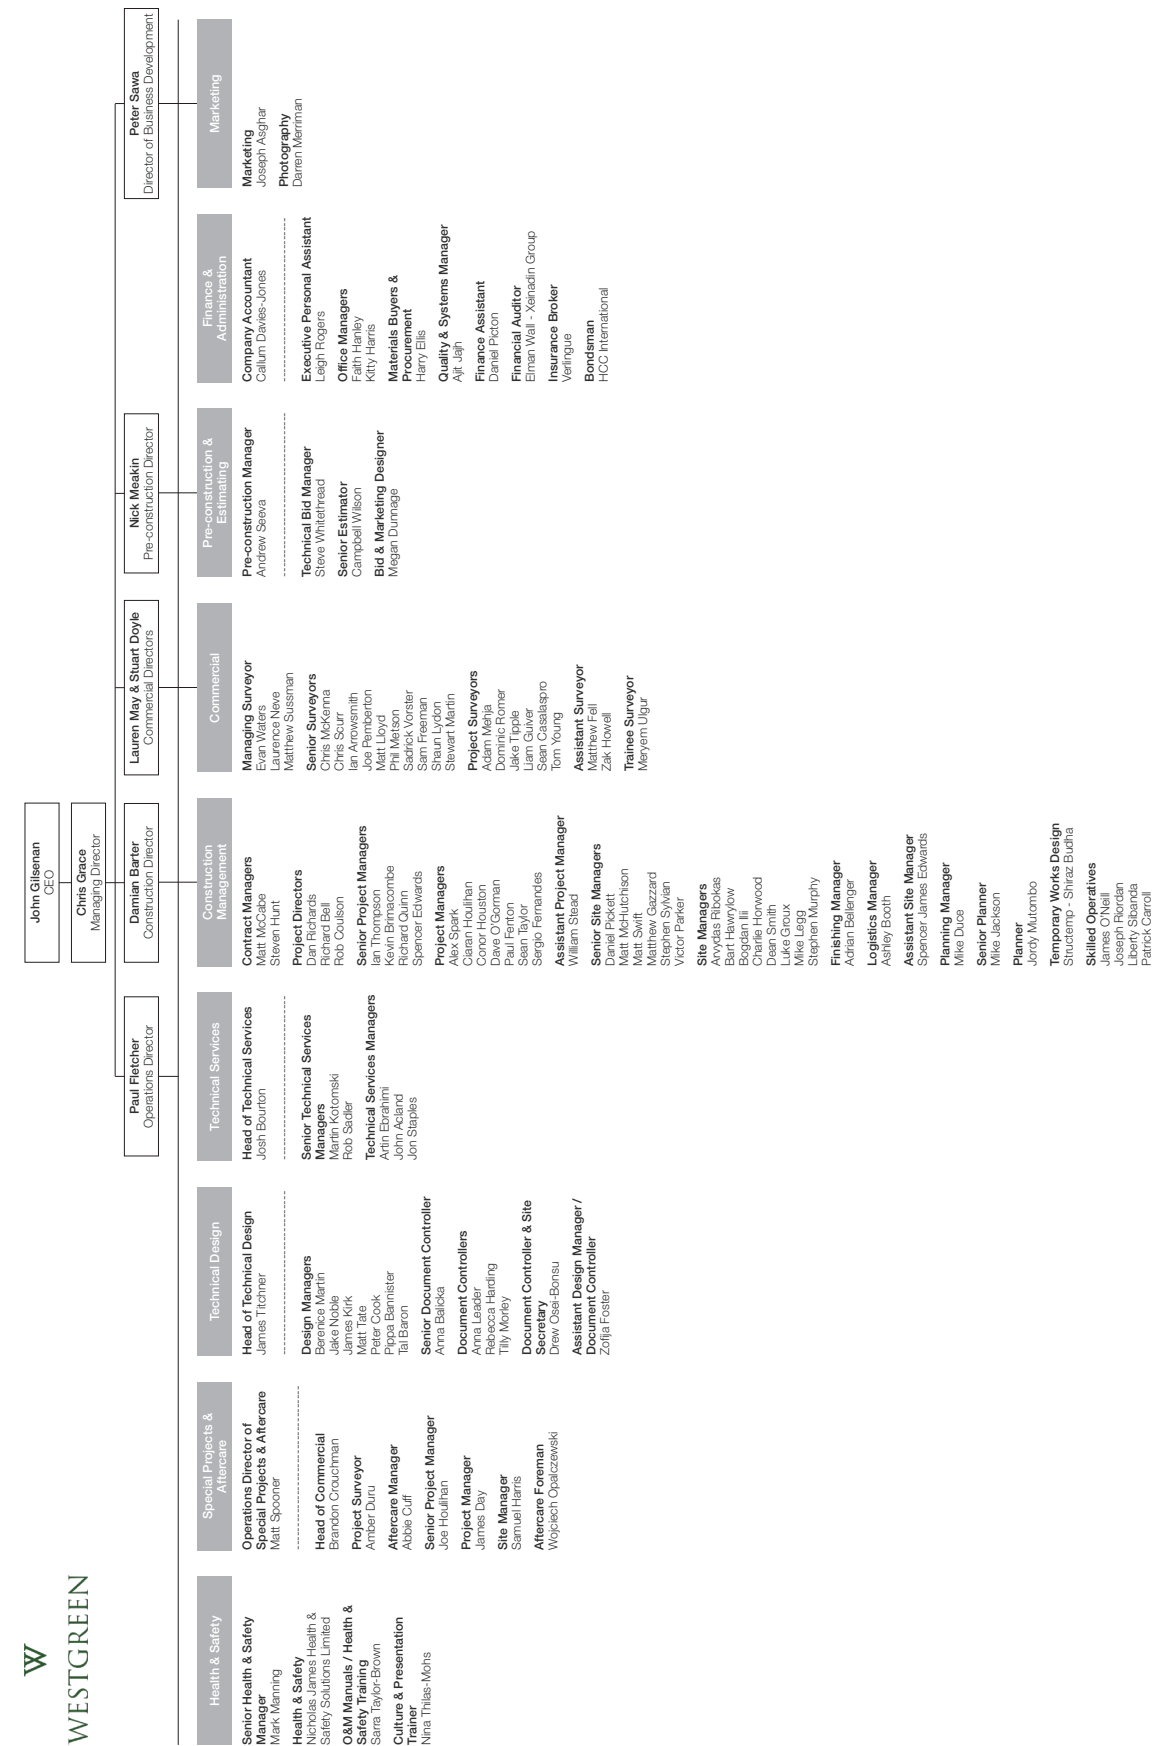 WESTGREEN
John Gilsenan
CEO
Chris Grace
Managing Director
Paul Fletcher
Operations Director
Damian Barter
Construction Director
Lauren May & Stuart Doyle
Commercial Directors
Nick Meakin
Pre-construction Director
Peter Sawa
Director of Business Development
Health & Safety
Senior Health & Safety
Manager
Mark Manning
Health & Safety
Nicholas James Health &
Safety Solutions Limited
O&M Manuals / Health &
Safety Training
Sarra Taylor-Brown
Culture & Presentation
Trainer
Nina Thilas-Mohs
Special Projects &
Aftercare
Operations Director of
Special Projects & Aftercare
Matt Spooner
Head of Commercial
Brandon Crouchman
Project Surveyor
Amber Duru
Aftercare Manager
Abbie Cuff
Senior Project Manager
Joe Houlihan
Project Manager
James Day
Site Manager
Samuel Harris
Aftercare Foreman
Wojciech Opalczewski
Technical Design
Head of Technical Design
James Titchner
Design Managers
Berenice Martin
Jake Noble
James Kirk
Matt Tate
Peter Cook
Pippa Bannister
Tal Baron
Senior Document Controller
Anna Balicka
Document Controllers
Anna Leader
Rebecca Harding
Tilly Morley
Document Controller & Site
Secretary
Drew Osei-Bonsu
Assistant Design Manager /
Document Controller
Zofija Foster
Technical Services
Head of Technical Services
Josh Bourton
Senior Technical Services
Managers
Martin Kotomski
Rob Sadler
Technical Services Managers
Artin Ebrahimi
John Acland
Jon Staples
Construction
Management
Contract Managers
Matt McCabe
Steven Hunt
Project Directors
Dan Richards
Richard Bell
Rob Coulson
Senior Project Managers
Ian Thompson
Kevin Brimacombe
Richard Quinn
Spencer Edwards
Project Managers
Alex Spark
Ciaran Houlihan
Conor Houston
Dave O'Gorman
Paul Fenton
Sean Taylor
Sergio Fernandes
Assistant Project Manager
William Stead
Senior Site Managers
Daniel Pickett
Matt McHutchison
Matt Swift
Matthew Gazzard
Stephen Sylvian
Victor Parker
Site Managers
Arvydas Ribokas
Bart Hawrylow
Bogdan Ilii
Charlie Horwood
Dean Smith
Luke Groux
Mike Legg
Stephen Murphy
Finishing Manager
Adrian Bellenger
Logistics Manager
Ashley Booth
Assistant Site Manager
Spencer James Edwards
Planning Manager
Mike Duce
Senior Planner
Mike Jackson
Planner
Jordy Mutombo
Temporary Works Design
Structemp - Shiraz Budha
Skilled Operatives
James O'Neill
Joseph Riordan
Liberty Sibanda
Patrick Carroll
Commercial
Managing Surveyor
Evan Waters
Laurence Neve
Matthew Sussman
Senior Surveyors
Chris McKenna
Chris Scurr
Ian Arrowsmith
Joe Pemberton
Matt Lloyd
Phil Metson
Sadrick Vorster
Sam Freeman
Shaun Lydon
Stewart Martin
Project Surveyors
Adam Mehja
Dominic Romer
Jake Tipple
Liam Guiver
Sean Casalaspro
Tom Young
Assistant Surveyor
Matthew Fell
Zak Howell
Trainee Surveyor
Meryem Ulgur
Pre-construction &
Estimating
Pre-construction Manager
Andrew Seeva
Technical Bid Manager
Steve Whitethread
Senior Estimator
Campbell Wilson
Bid & Marketing Designer
Megan Dunnage
Finance &
Administration
Company Accountant
Callum Davies-Jones
Executive Personal Assistant
Leigh Rogers
Office Managers
Faith Hanley
Kitty Harris
Materials Buyers &
Procurement
Harry Ellis
Quality & Systems Manager
Ajit Jajh
Finance Assistant
Daniel Picton
Financial Auditor
Elman Wall - Xeinadin Group
Insurance Broker
Verlingue
Bondsman
HCC International
Marketing
Marketing
Joseph Asghar
Photography
Darren Merriman